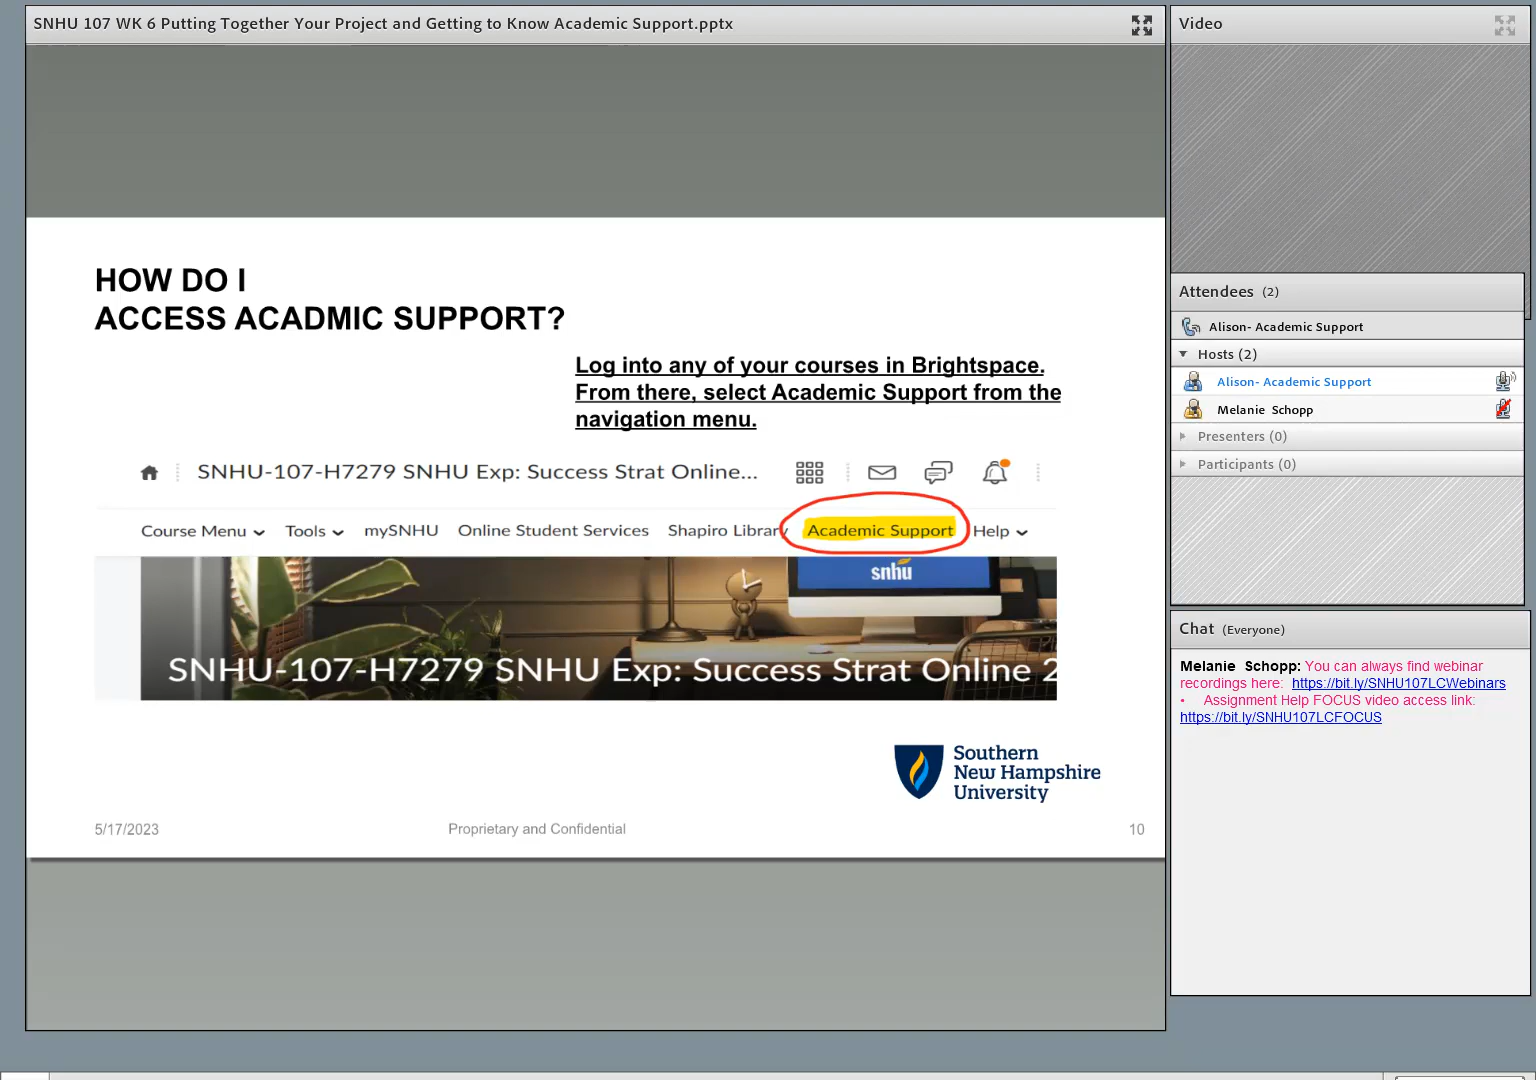 SNHU 107 WK 6 Putting Together Your Project and Getting to Know Academic Support.pptx
HOW DO I
ACCESS ACADMIC SUPPORT?
Log into any of your courses in Brightspace.
From there, select Academic Support from the
navigation menu.
SNHU-107-H7279 SNHU Exp: Success Strat Online...
Course Menu Tools mySNHU Online Student Services Shapiro Library Academic Support Help
snhu
SNHU-107-H7279 SNHU Exp: Success Strat Online 2
Southern
New Hampshire
University
5/17/2023 Proprietary and Confidential 10
Video
Attendees (2)
Alison- Academic Support
Hosts (2)
Alison- Academic Support
Melanie Schopp
Presenters (0)
Participants (0)
Chat (Everyone)
Melanie Schopp: You can always find webinar
recordings here: https://bit.ly/SNHU107LCWebinars
• Assignment Help FOCUS video access link:
https://bit.ly/SNHU107LCFOCUS